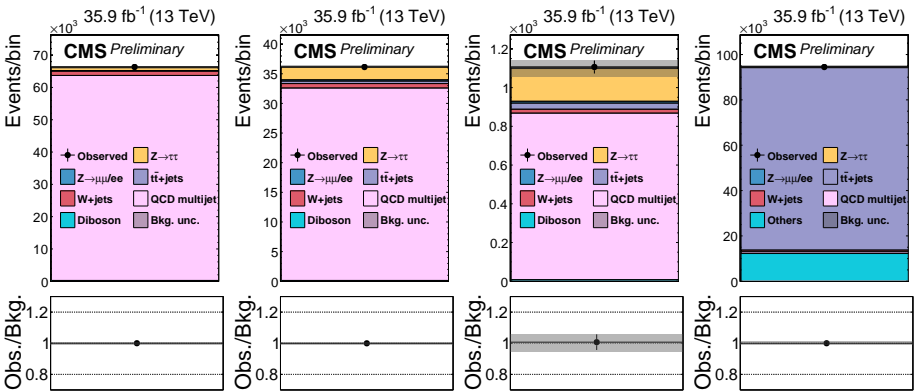 35.9 fb⁻¹ (13 TeV)
×10³
CMS Preliminary
Events/bin
70
60
50
40
30
20
10
0
Observed
Z→ττ
Z→μμ/ee
tt̄+jets
W+jets
QCD multijet
Diboson
Bkg. unc.
Obs./Bkg.
1.2
1
0.8
35.9 fb⁻¹ (13 TeV)
×10³
CMS Preliminary
Events/bin
40
35
30
25
20
15
10
5
0
Observed
Z→ττ
Z→μμ/ee
tt̄+jets
W+jets
QCD multijet
Diboson
Bkg. unc.
Obs./Bkg.
1.2
1
0.8
35.9 fb⁻¹ (13 TeV)
×10³
CMS Preliminary
Events/bin
1.2
1
0.8
0.6
0.4
0.2
0
Observed
Z→ττ
Z→μμ/ee
tt̄+jets
W+jets
QCD multijet
Diboson
Bkg. unc.
Obs./Bkg.
1.2
1
0.8
35.9 fb⁻¹ (13 TeV)
×10³
CMS Preliminary
Events/bin
100
80
60
40
20
0
Observed
Z→ττ
Z→μμ/ee
tt̄+jets
W+jets
QCD multijet
Others
Bkg. unc.
Obs./Bkg.
1.2
1
0.8